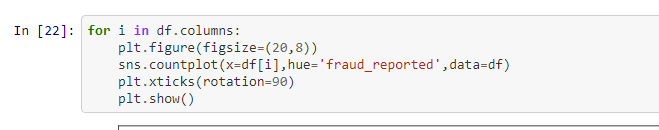 In [22]: for i in df.columns:
    plt.figure(figsize=(20,8))
    sns.countplot(x=df[i],hue='fraud_reported',data=df)
    plt.xticks(rotation=90)
    plt.show()